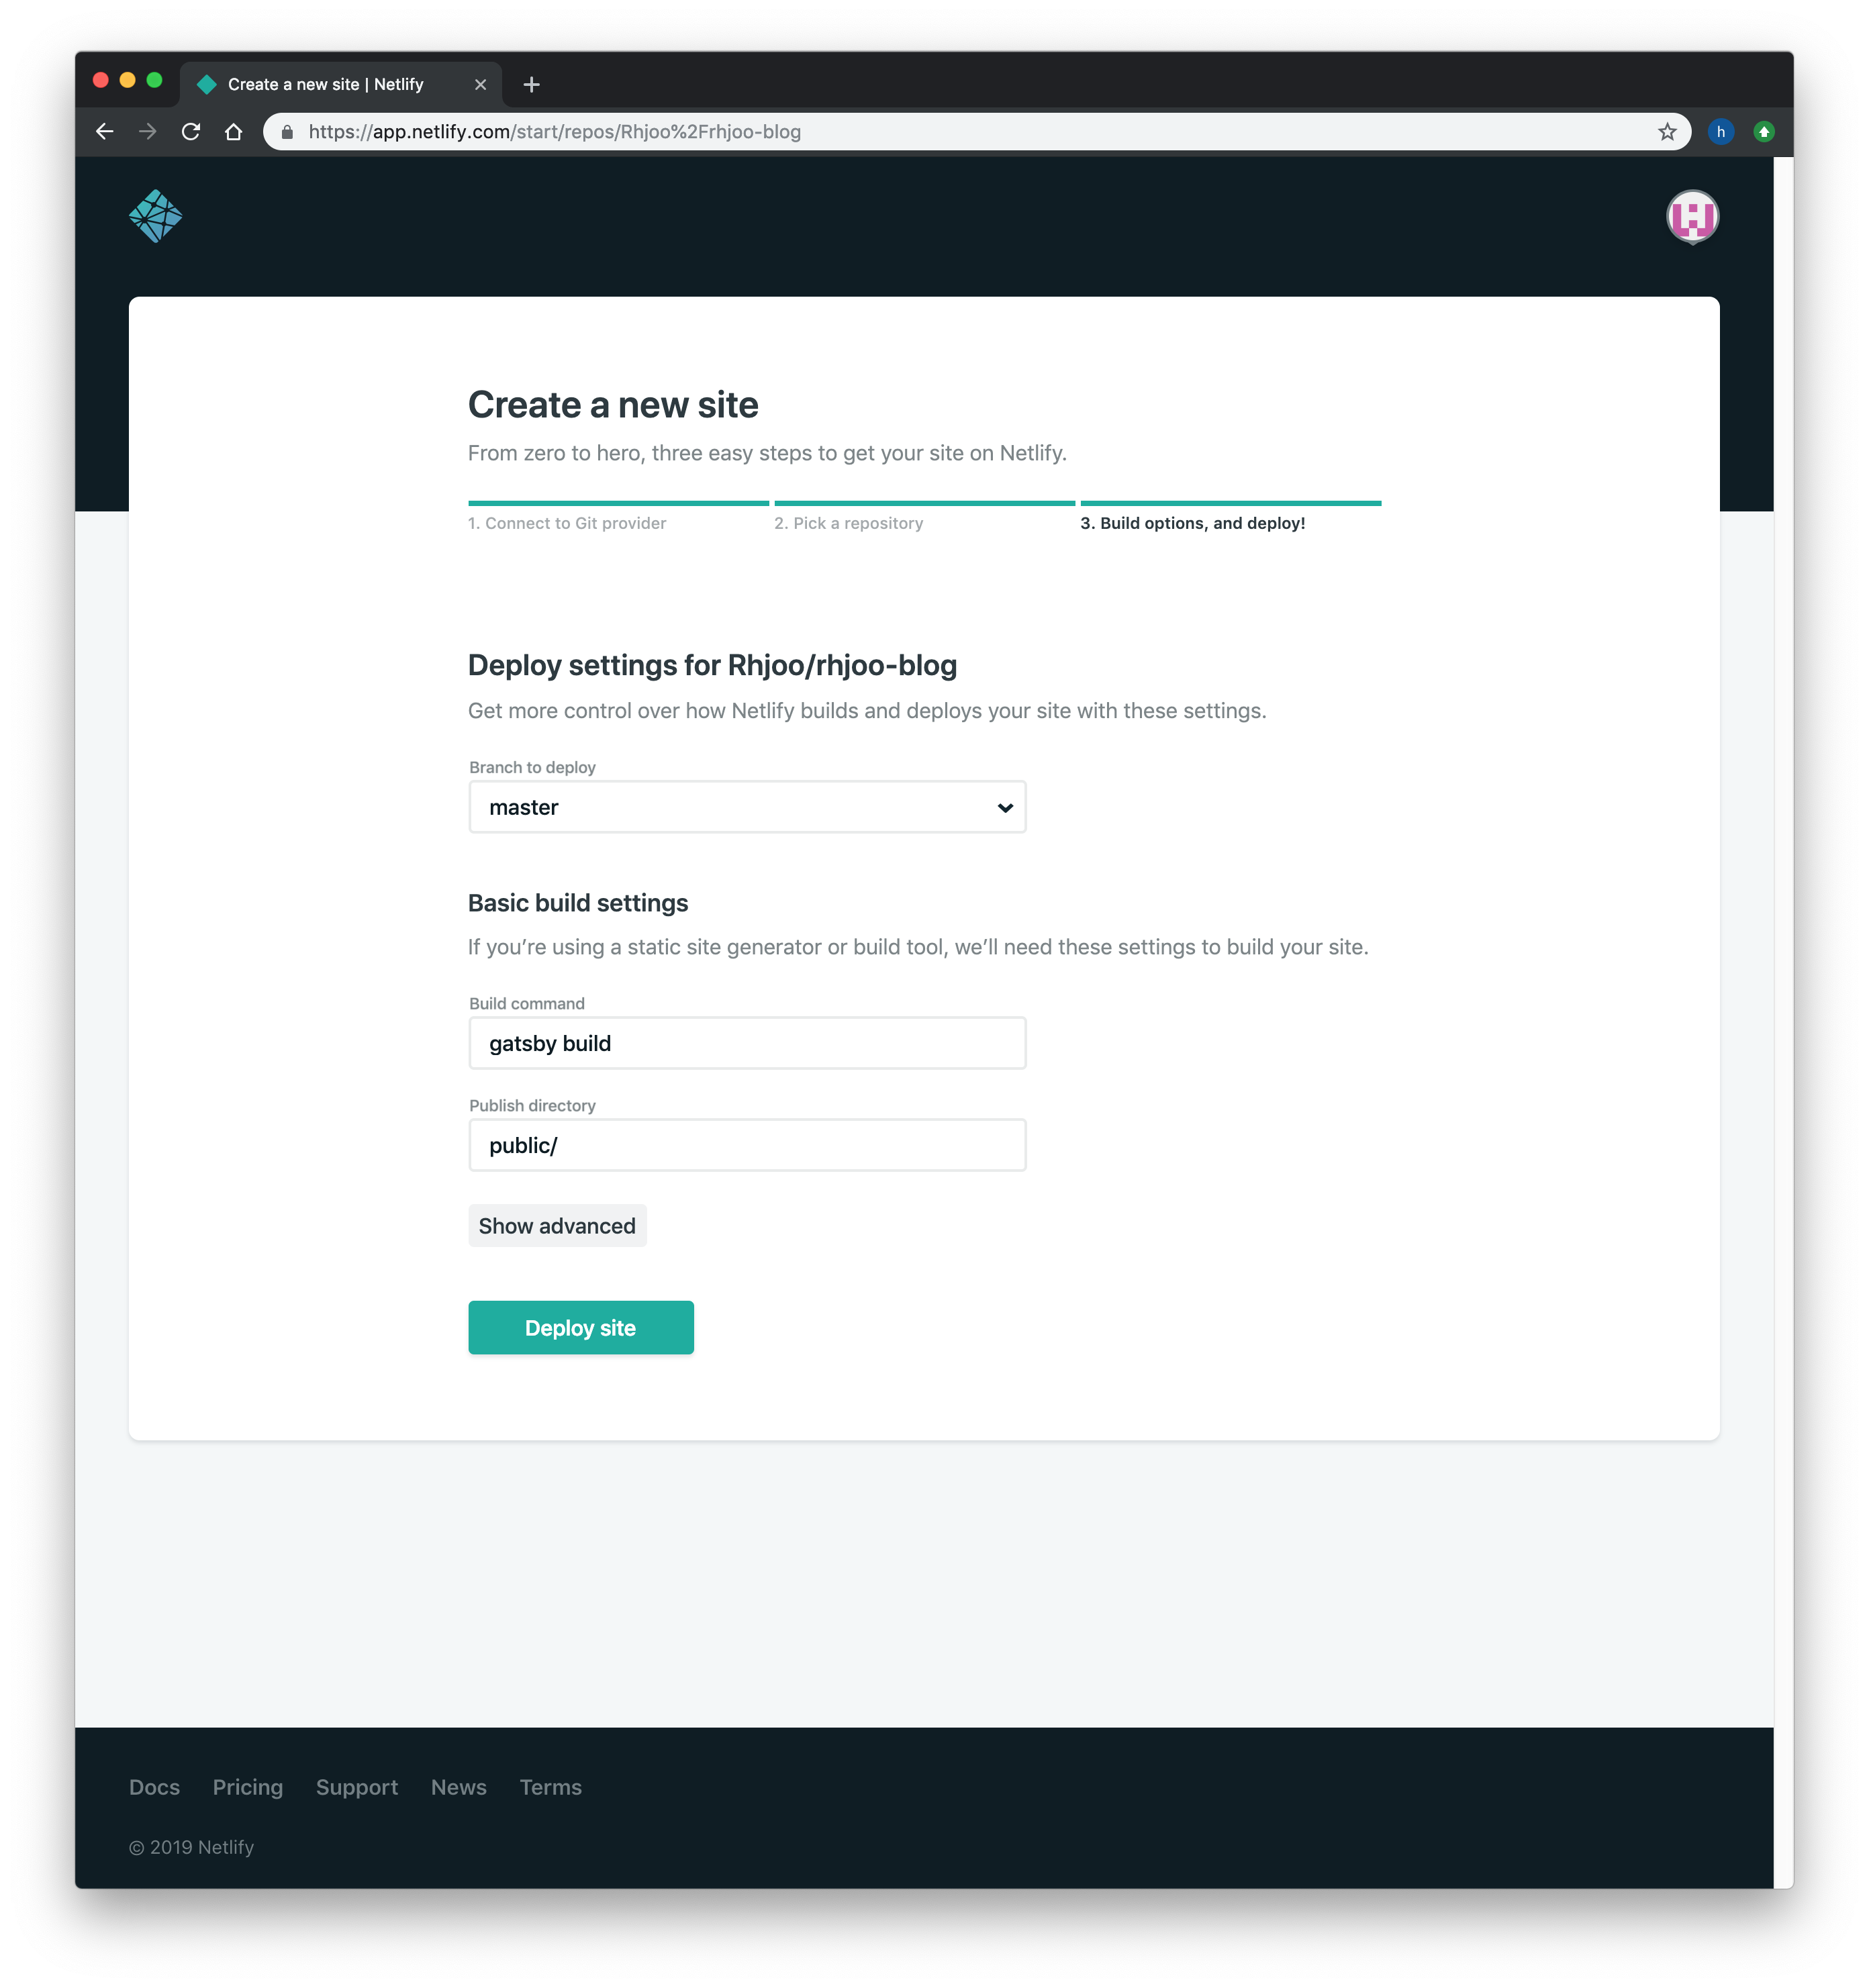 Create a new site | Netlify
https://app.netlify.com/start/repos/Rhjoo%2Frhjoo-blog
h
Create a new site
From zero to hero, three easy steps to get your site on Netlify.
1. Connect to Git provider
2. Pick a repository
3. Build options, and deploy!
Deploy settings for Rhjoo/rhjoo-blog
Get more control over how Netlify builds and deploys your site with these settings.
Branch to deploy
master
Basic build settings
If you’re using a static site generator or build tool, we’ll need these settings to build your site.
Build command
gatsby build
Publish directory
public/
Show advanced
Deploy site
Docs Pricing Support News Terms
© 2019 Netlify